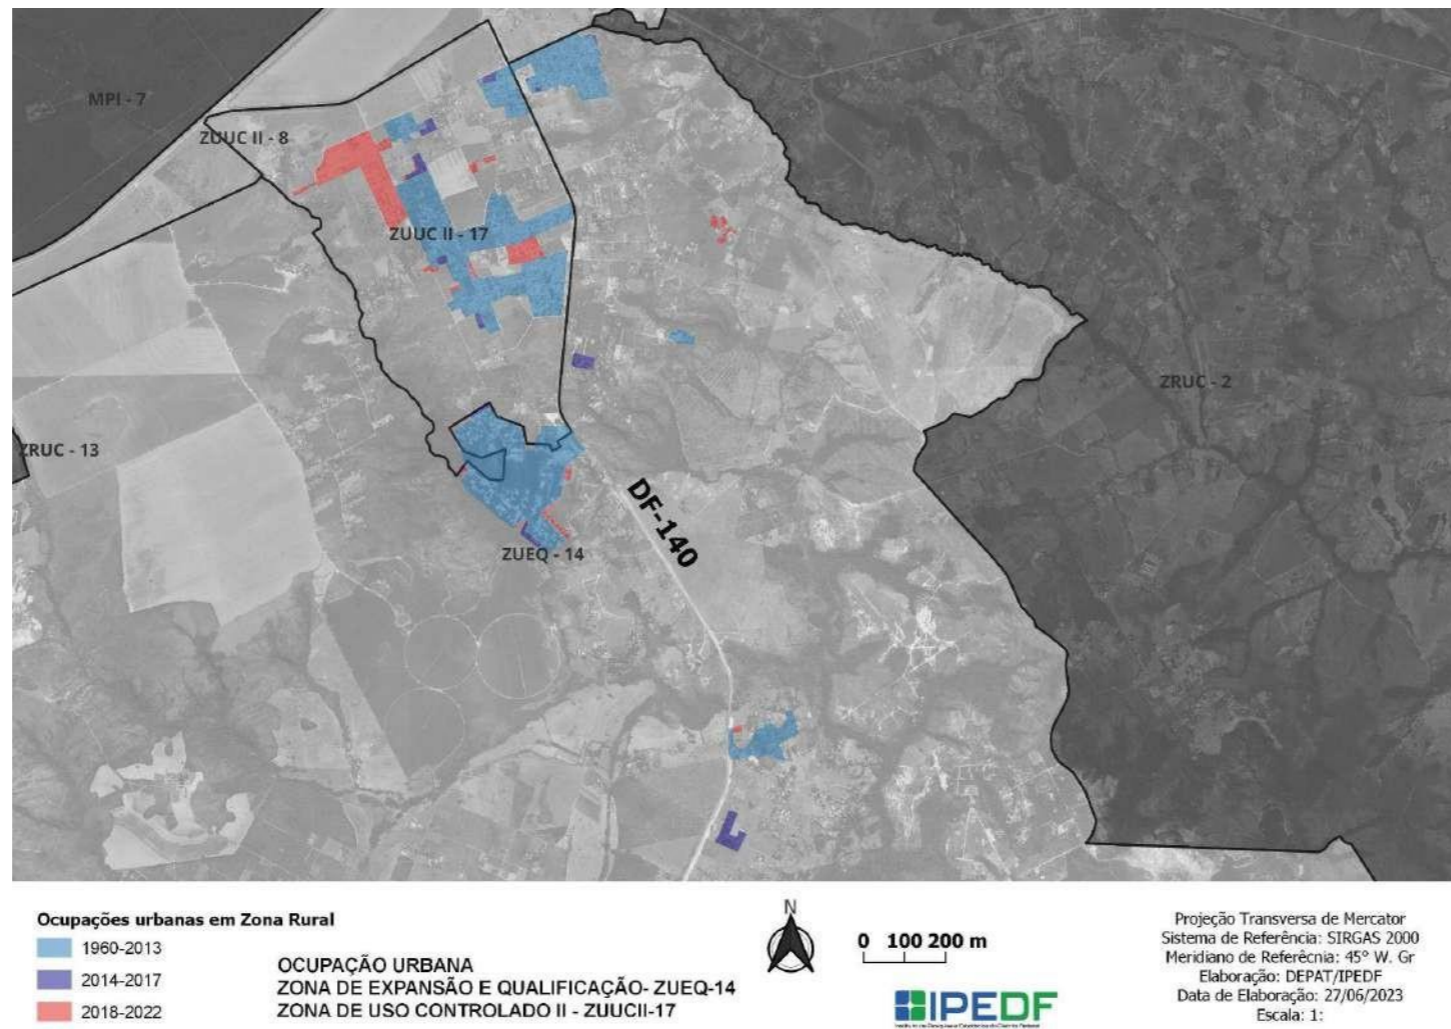 MPI - 7
ZUUC II - 8
ZUUC II - 17
ZRUC - 2
ZRUC - 13
DF-140
ZUEQ - 14
Ocupações urbanas em Zona Rural
1960-2013
2014-2017
2018-2022
OCUPAÇÃO URBANA
ZONA DE EXPANSÃO E QUALIFICAÇÃO- ZUEQ-14
ZONA DE USO CONTROLADO II - ZUUCII-17
N
0 100 200 m
IPEDF
Projeção Transversa de Mercator
Sistema de Referência: SIRGAS 2000
Meridiano de Referêcnia: 45° W. Gr
Elaboração: DEPAT/IPEDF
Data de Elaboração: 27/06/2023
Escala: 1: